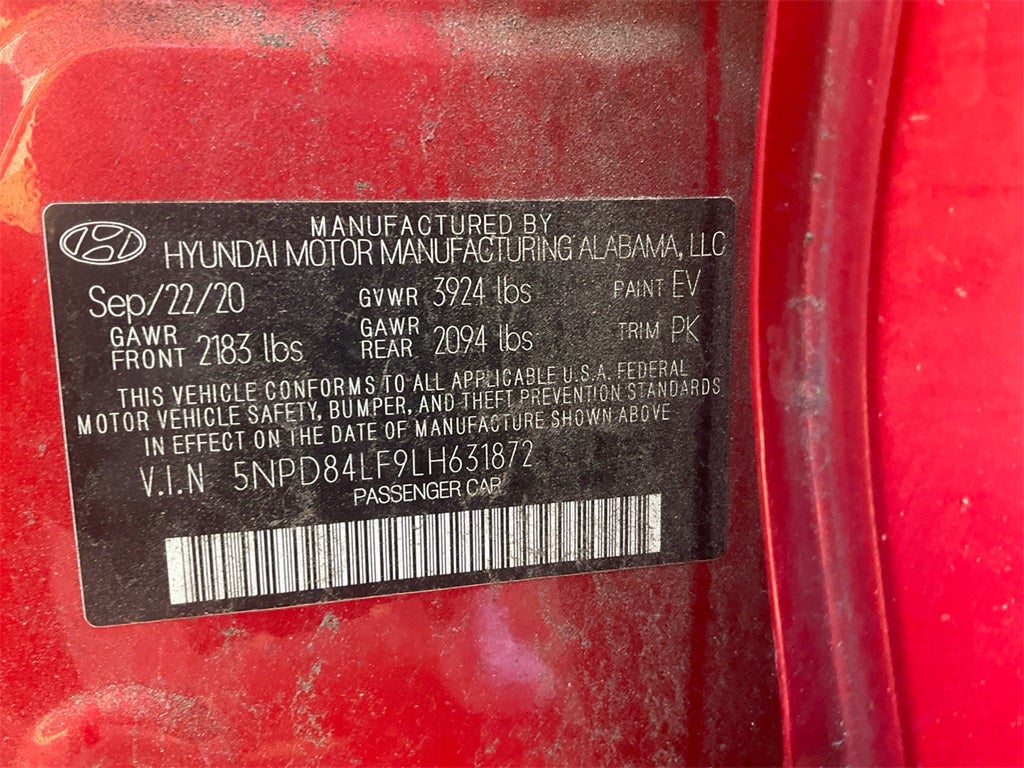 MANUFACTURED BY
HYUNDAI MOTOR MANUFACTURING ALABAMA, LLC
Sep/22/20 GVWR 3924 lbs PAINT EV
GAWR FRONT 2183 lbs GAWR REAR 2094 lbs TRIM PK
THIS VEHICLE CONFORMS TO ALL APPLICABLE U.S.A. FEDERAL
MOTOR VEHICLE SAFETY, BUMPER, AND THEFT PREVENTION STANDARDS
IN EFFECT ON THE DATE OF MANUFACTURE SHOWN ABOVE
V.I.N 5NPD84LF9LH631872
PASSENGER CAR